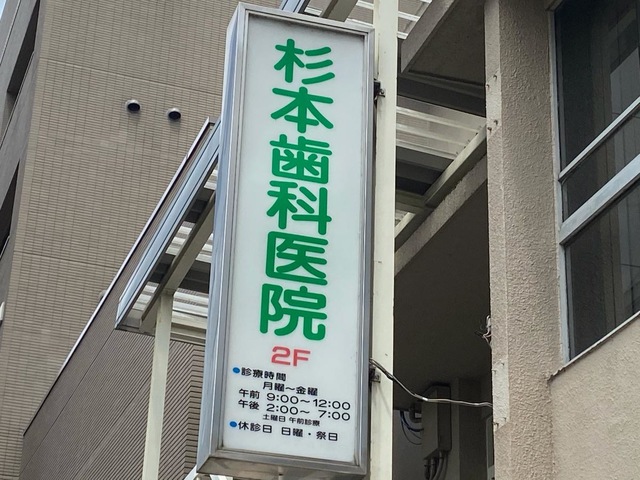 杉本歯科医院
2F
●診療時間
月曜～金曜
午前 9:00～12:00
午後 2:00～ 7:00
土曜日 午前診療
●休診日 日曜・祭日